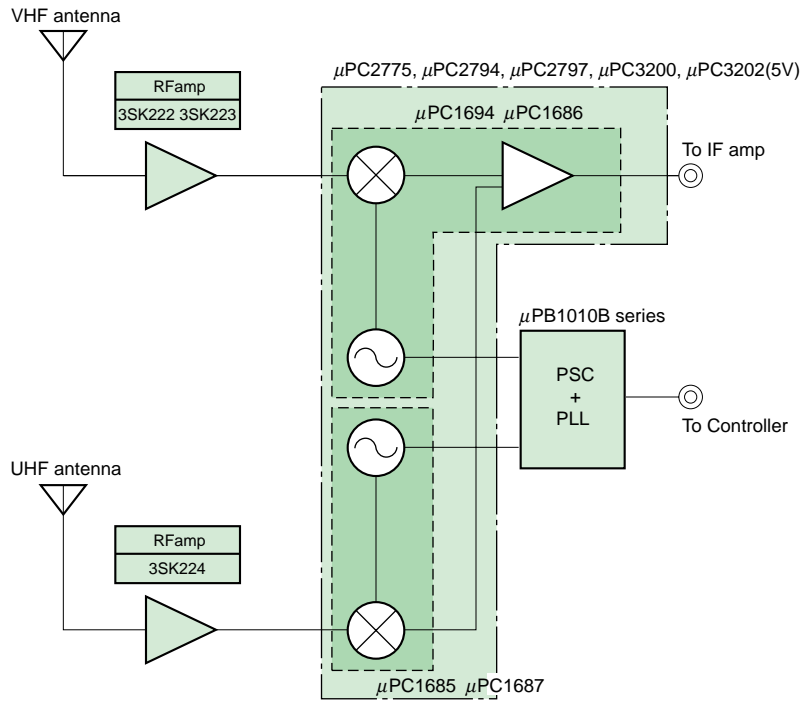 VHF antenna
μPC2775, μPC2794, μPC2797, μPC3200, μPC3202(5V)
RFamp
3SK222 3SK223
μPC1694 μPC1686
To IF amp
μPB1010B series
PSC
+
PLL
To Controller
UHF antenna
RFamp
3SK224
μPC1685 μPC1687